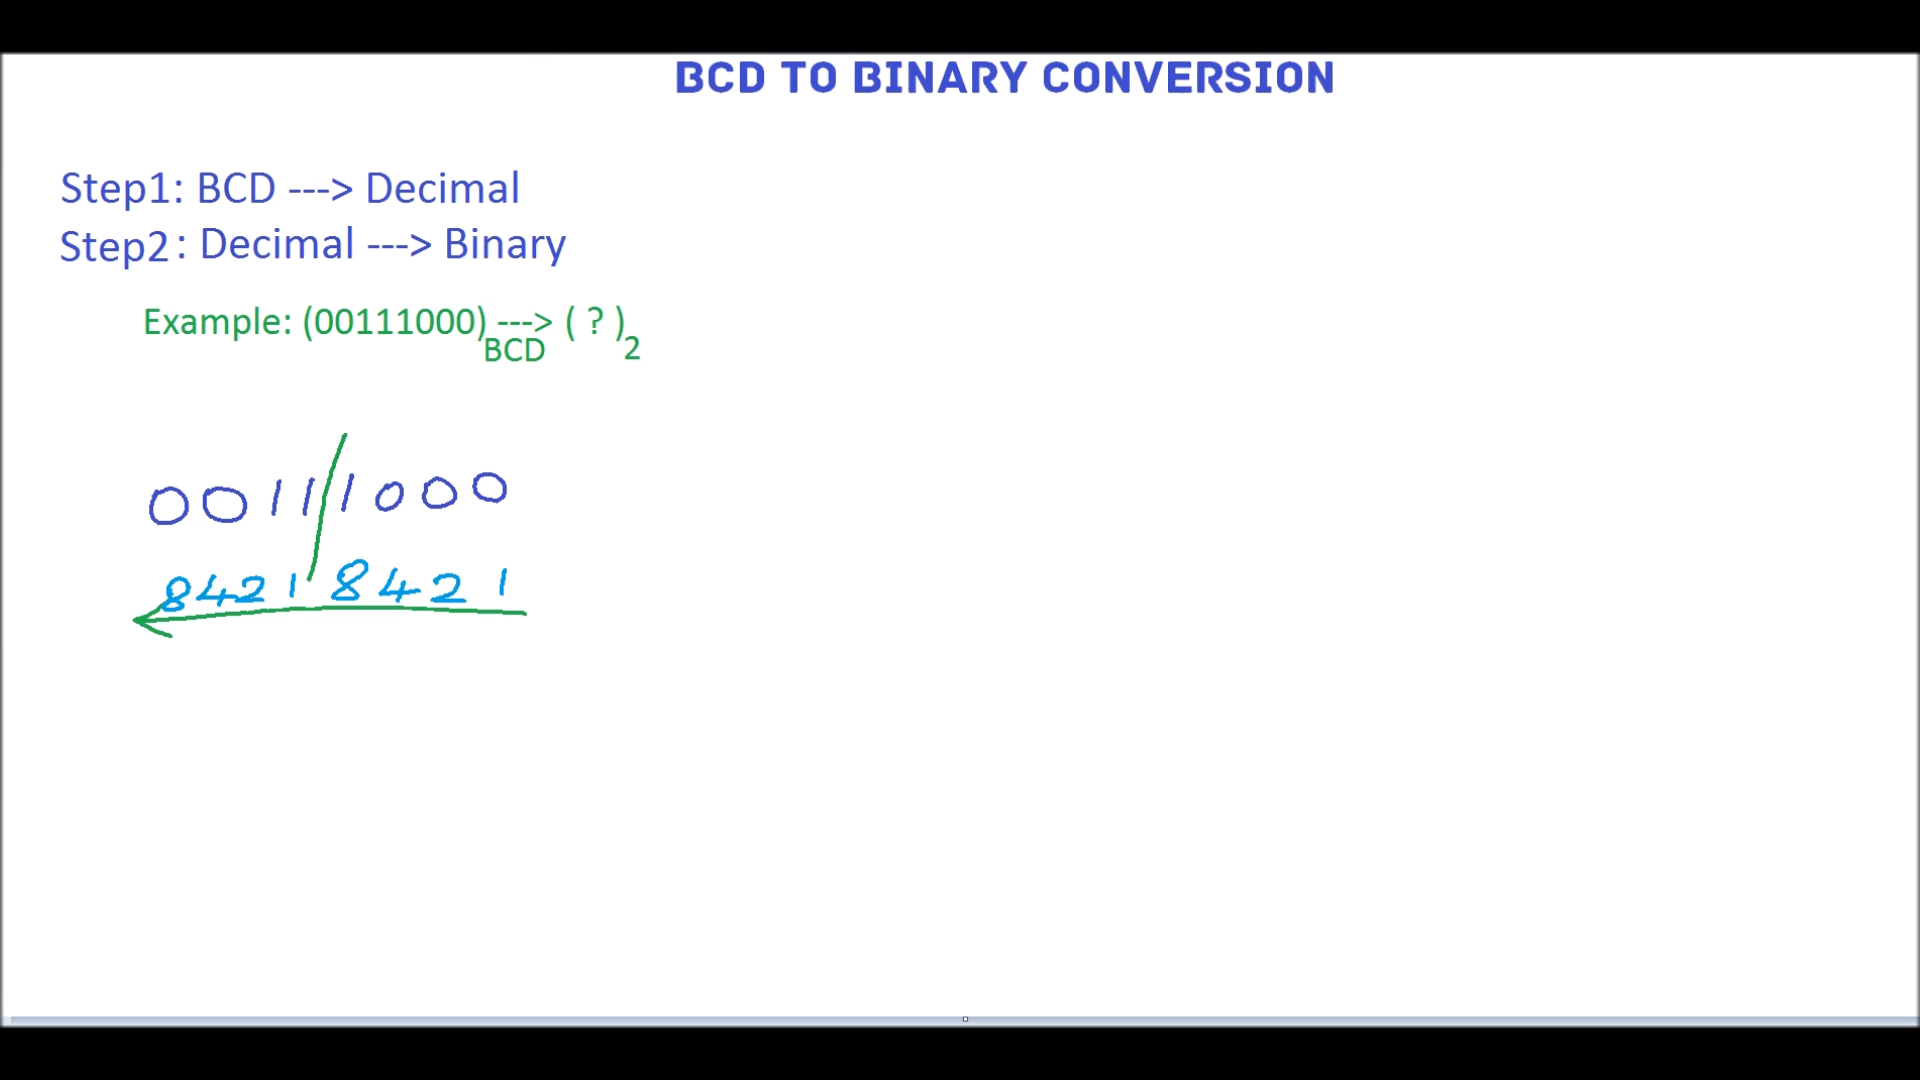 BCD TO BINARY CONVERSION
Step1: BCD ---> Decimal
Step2: Decimal ---> Binary
Example: (00111000)BCD ---> ( ? )2
0011/1000
8421 8421